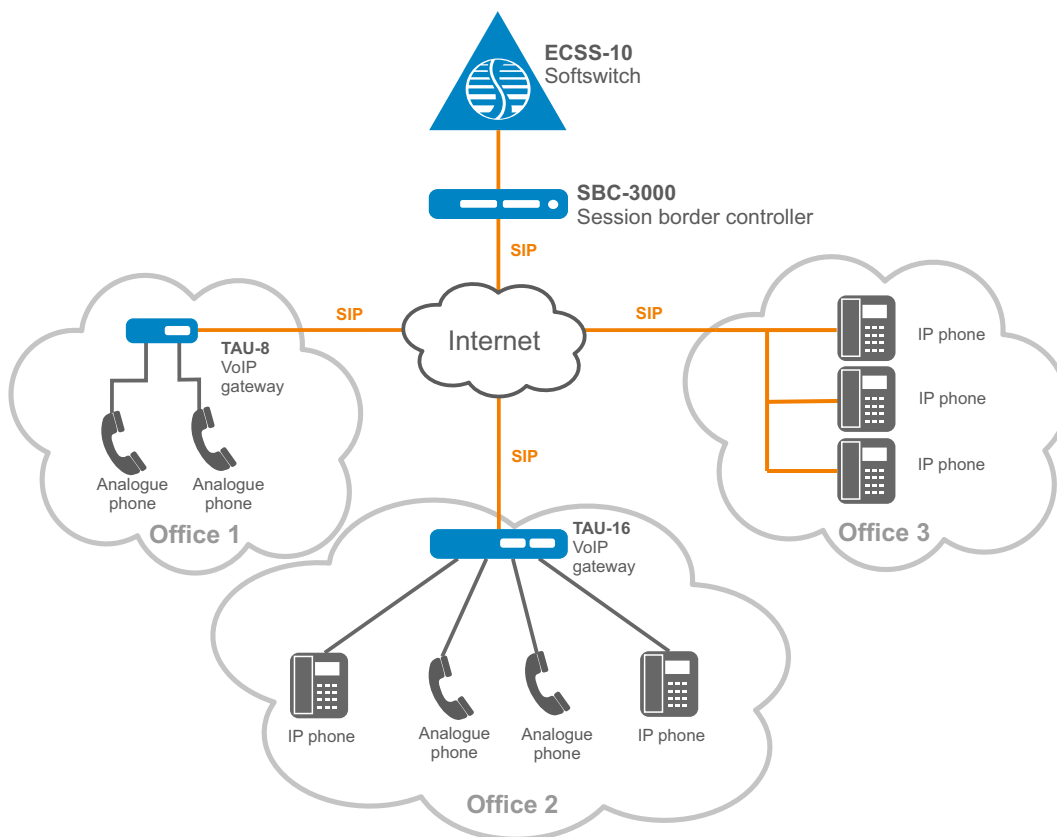 ECSS-10
Softswitch
SBC-3000
Session border controller
SIP
SIP
Internet
SIP
TAU-8
VoIP
gateway
Analogue
phone
Analogue
phone
Office 1
IP phone
IP phone
IP phone
Office 3
SIP
TAU-16
VoIP
gateway
IP phone
Analogue
phone
Analogue
phone
IP phone
Office 2